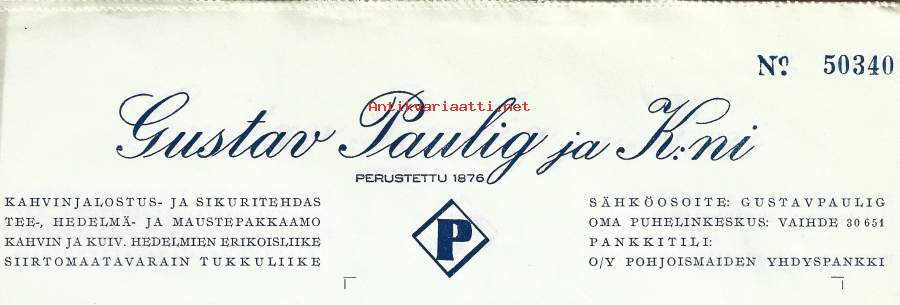 Nº 50340
Antikvariaatti.net
Gustav Paulig ja K:ni
PERUSTETTU 1876
KAHVINJALOSTUS- JA SIKURITEHDAS
TEE-, HEDELMÄ- JA MAUSTEPAKKAAMO
KAHVIN JA KUIV. HEDELMIEN ERIKOISLIIKE
SIIRTOMAATAVARAIN TUKKULIIKE
P
SÄHKÖOSOITE: GUSTAVPAULIG
OMA PUHELINKESKUS: VAIHDE 30 651
PANKKITILI:
O/Y POHJOISMAIDEN YHDYSPANKKI